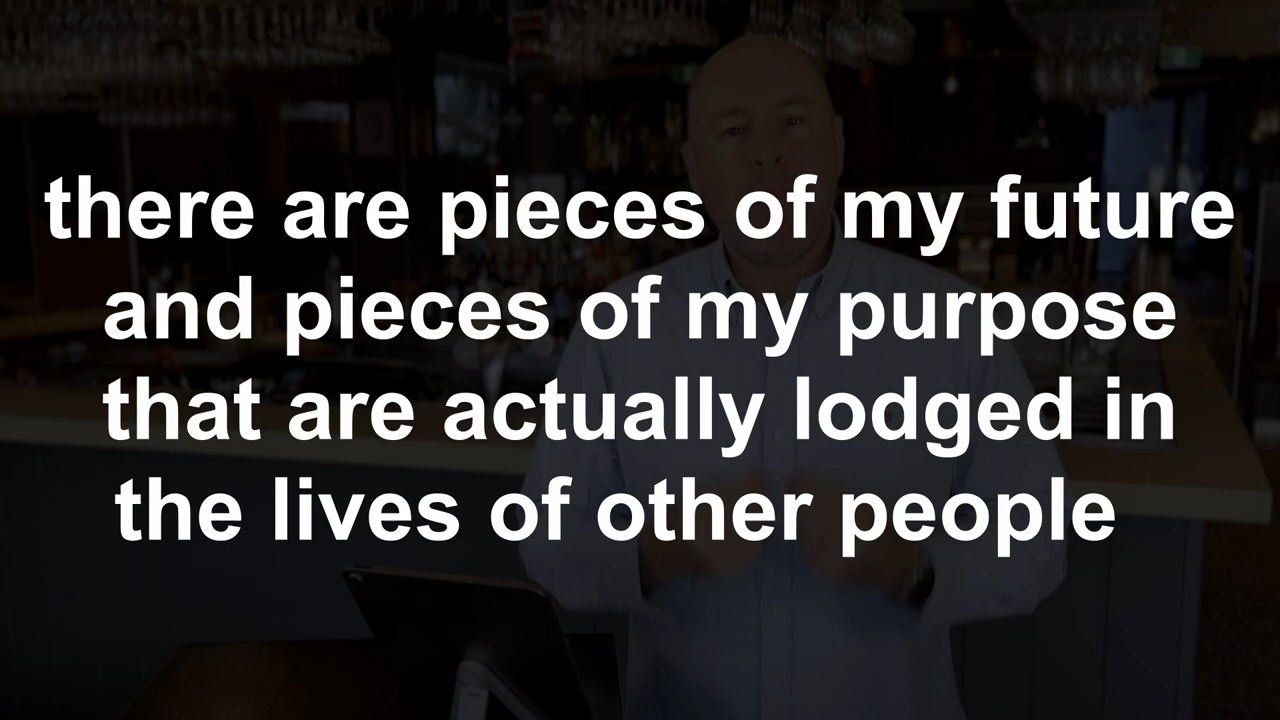 there are pieces of my future
and pieces of my purpose
that are actually lodged in
the lives of other people